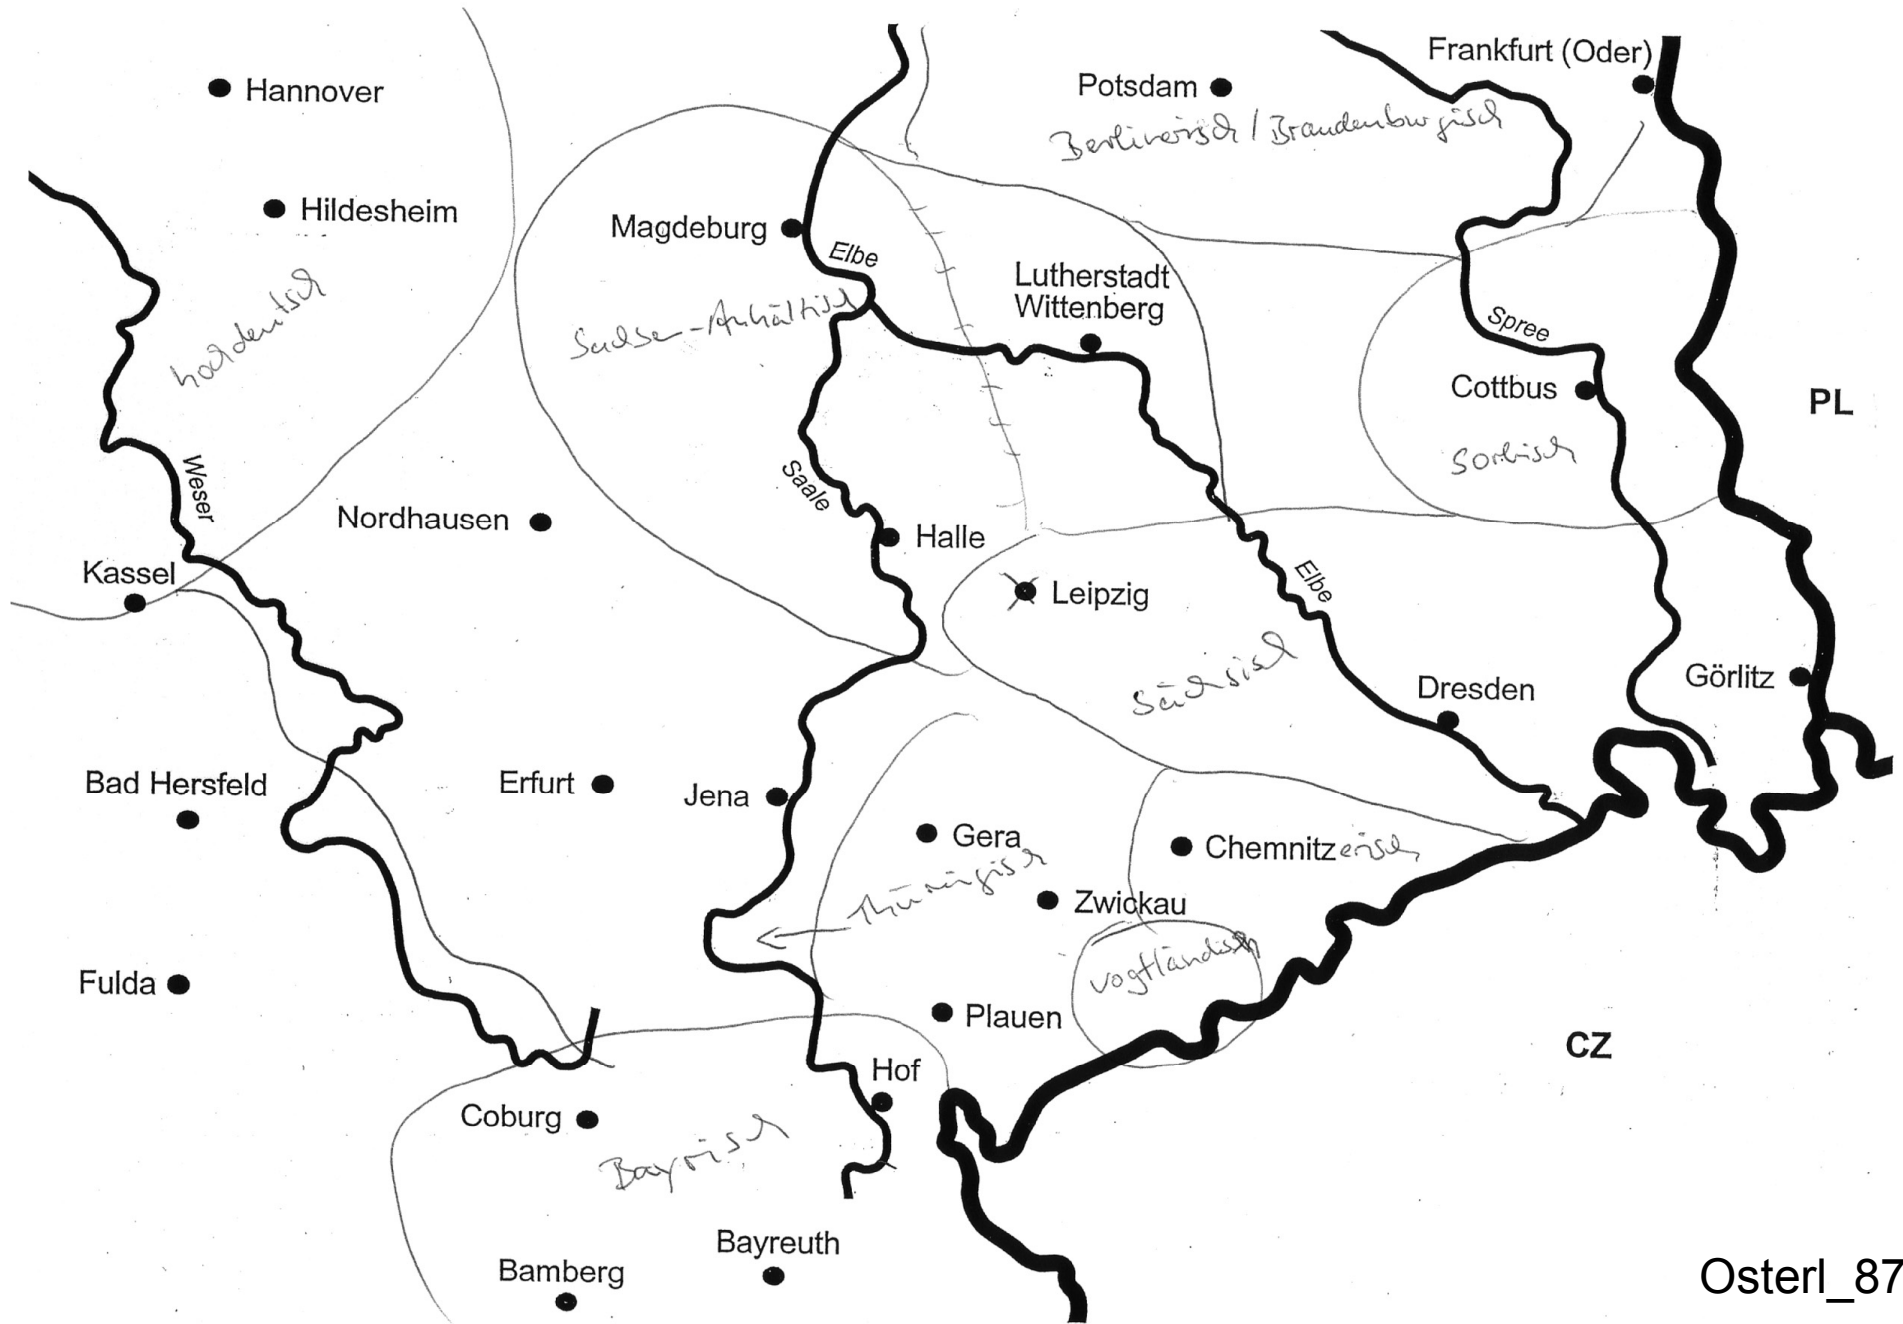 Frankfurt (Oder)
Hannover
Potsdam
Berlinerisch / Brandenburgisch
Hildesheim
Magdeburg
Elbe
Lutherstadt
Wittenberg
hochdeutsch
Sachsen-Anhältisch
Spree
Cottbus
PL
Sorbisch
Weser
Saale
Nordhausen
Halle
Kassel
Leipzig
Elbe
Sächsisch
Görlitz
Dresden
Bad Hersfeld
Erfurt
Jena
Gera
Chemnitzerisch
Thüringisch
Zwickau
vogtländisch
Fulda
Plauen
CZ
Hof
Coburg
Bayrisch
Bayreuth
Bamberg
Osterl_87